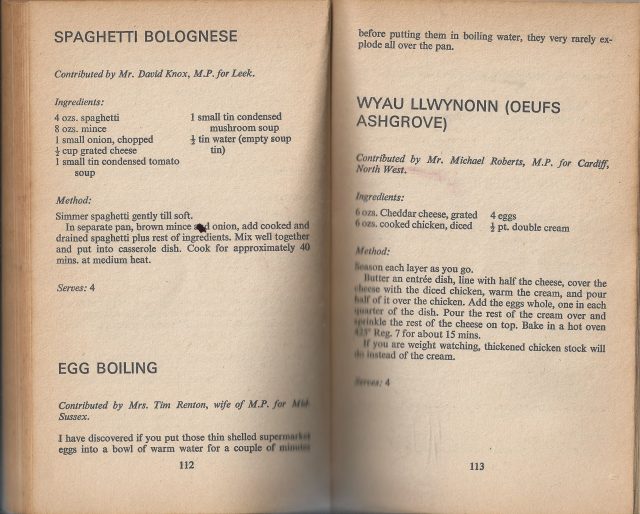 SPAGHETTI BOLOGNESE
Contributed by Mr. David Knox, M.P. for Leek.
Ingredients:
4 ozs. spaghetti
8 ozs. mince
1 small onion, chopped
½ cup grated cheese
1 small tin condensed tomato
soup
1 small tin condensed
mushroom soup
½ tin water (empty soup
tin)
Method:
Simmer spaghetti gently till soft.
In separate pan, brown mince and onion, add cooked and
drained spaghetti plus rest of ingredients. Mix well together
and put into casserole dish. Cook for approximately 40
mins. at medium heat.
Serves: 4
EGG BOILING
Contributed by Mrs. Tim Renton, wife of M.P. for Mid-
Sussex.
I have discovered if you put those thin shelled supermarket
eggs into a bowl of warm water for a couple of minutes
112
before putting them in boiling water, they very rarely ex-
plode all over the pan.
WYAU LLWYNONN (OEUFS
ASHGROVE)
Contributed by Mr. Michael Roberts, M.P. for Cardiff,
North West.
Ingredients:
6 ozs. Cheddar cheese, grated
6 ozs. cooked chicken, diced
4 eggs
½ pt. double cream
Method:
Season each layer as you go.
Butter an entrée dish, line with half the cheese, cover the
cheese with the diced chicken, warm the cream, and pour
half of it over the chicken. Add the eggs whole, one in each
quarter of the dish. Pour the rest of the cream over and
sprinkle the rest of the cheese on top. Bake in a hot oven
425° Reg. 7 for about 15 mins.
If you are weight watching, thickened chicken stock will
do instead of the cream.
Serves: 4
113